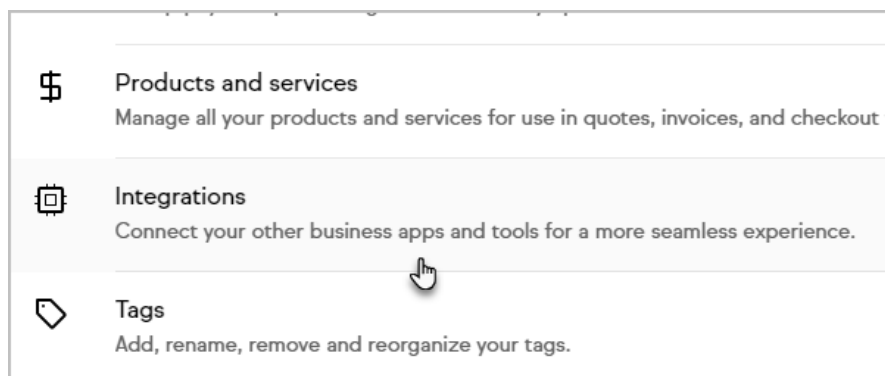 Products and services
Manage all your products and services for use in quotes, invoices, and checkout
Integrations
Connect your other business apps and tools for a more seamless experience.
Tags
Add, rename, remove and reorganize your tags.